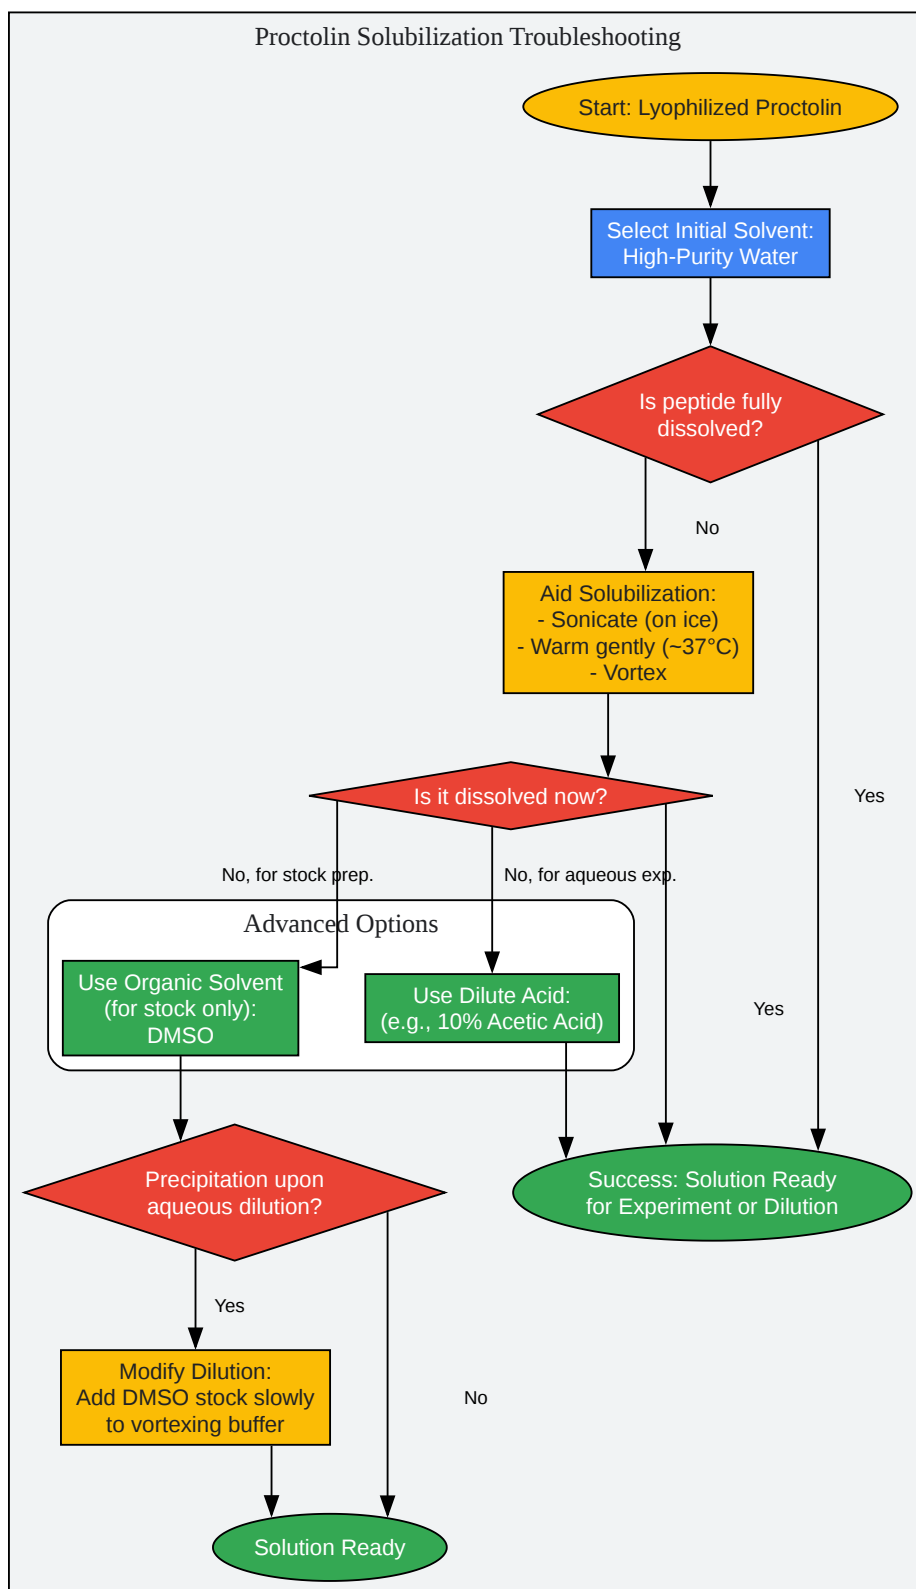 Proctolin Solubilization Troubleshooting
Start: Lyophilized Proctolin
Select Initial Solvent:
High-Purity Water
Is peptide fully
dissolved?
No
Aid Solubilization:
- Sonicate (on ice)
- Warm gently (~37°C)
- Vortex
Is it dissolved now?
Yes
No, for stock prep.
No, for aqueous exp.
Advanced Options
Use Organic Solvent
(for stock only):
DMSO
Use Dilute Acid:
(e.g., 10% Acetic Acid)
Yes
Precipitation upon
aqueous dilution?
Success: Solution Ready
for Experiment or Dilution
Yes
Modify Dilution:
Add DMSO stock slowly
to vortexing buffer
No
Solution Ready